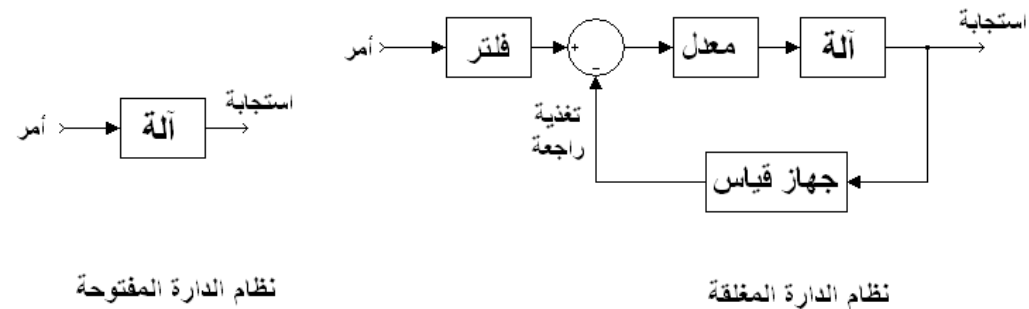 استجابة
أمر
فلتر
+
−
معدل
آلة
تغذية
راجعة
جهاز قياس
نظام الدارة المغلقة
استجابة
أمر
آلة
نظام الدارة المفتوحة